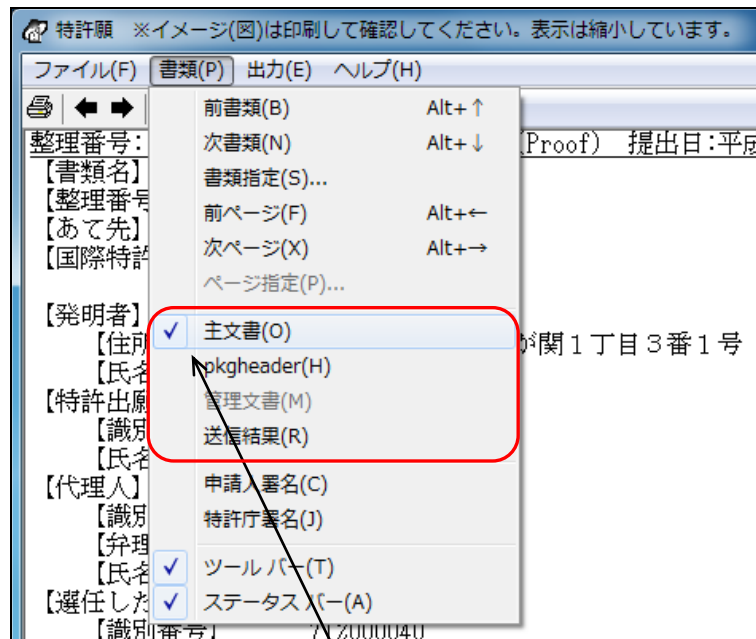 特許願　※イメージ(図)は印刷して確認してください。表示は縮小しています。
ファイル(F) 書類(P) 出力(E) ヘルプ(H)
前書類(B) Alt+↑
整理番号: 次書類(N) Alt+↓ (Proof) 提出日:平成
【書類名】 書類指定(S)...
【整理番号 前ページ(F) Alt+←
【あて先】
【国際特許 次ページ(X) Alt+→
ページ指定(P)...
【発明者】
✓ 主文書(O)
【住所 が関１丁目３番１号
pkgheader(H)
【氏名
【特許出願 管理文書(M)
【識別 送信結果(R)
【氏名
【代理人】 申請人署名(C)
【識別 特許庁署名(J)
【弁理
✓ ツール バー(T)
【氏名
【選任した ✓ ステータス バー(A)
【識別番号】 712000040